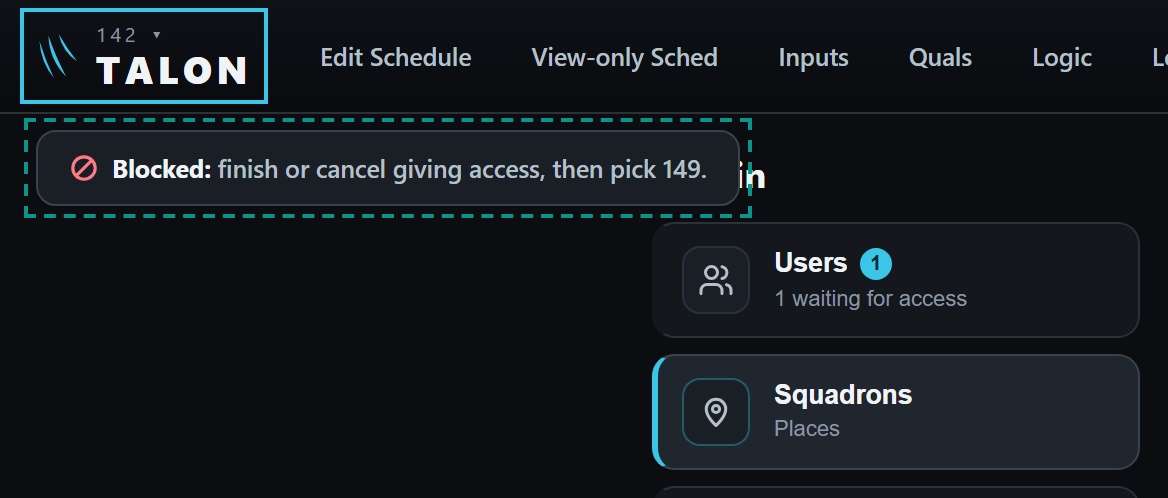 142 ▾
TALON
Edit Schedule
View-only Sched
Inputs
Quals
Logic
Blocked: finish or cancel giving access, then pick 149.
Users 1
1 waiting for access
Squadrons
Places